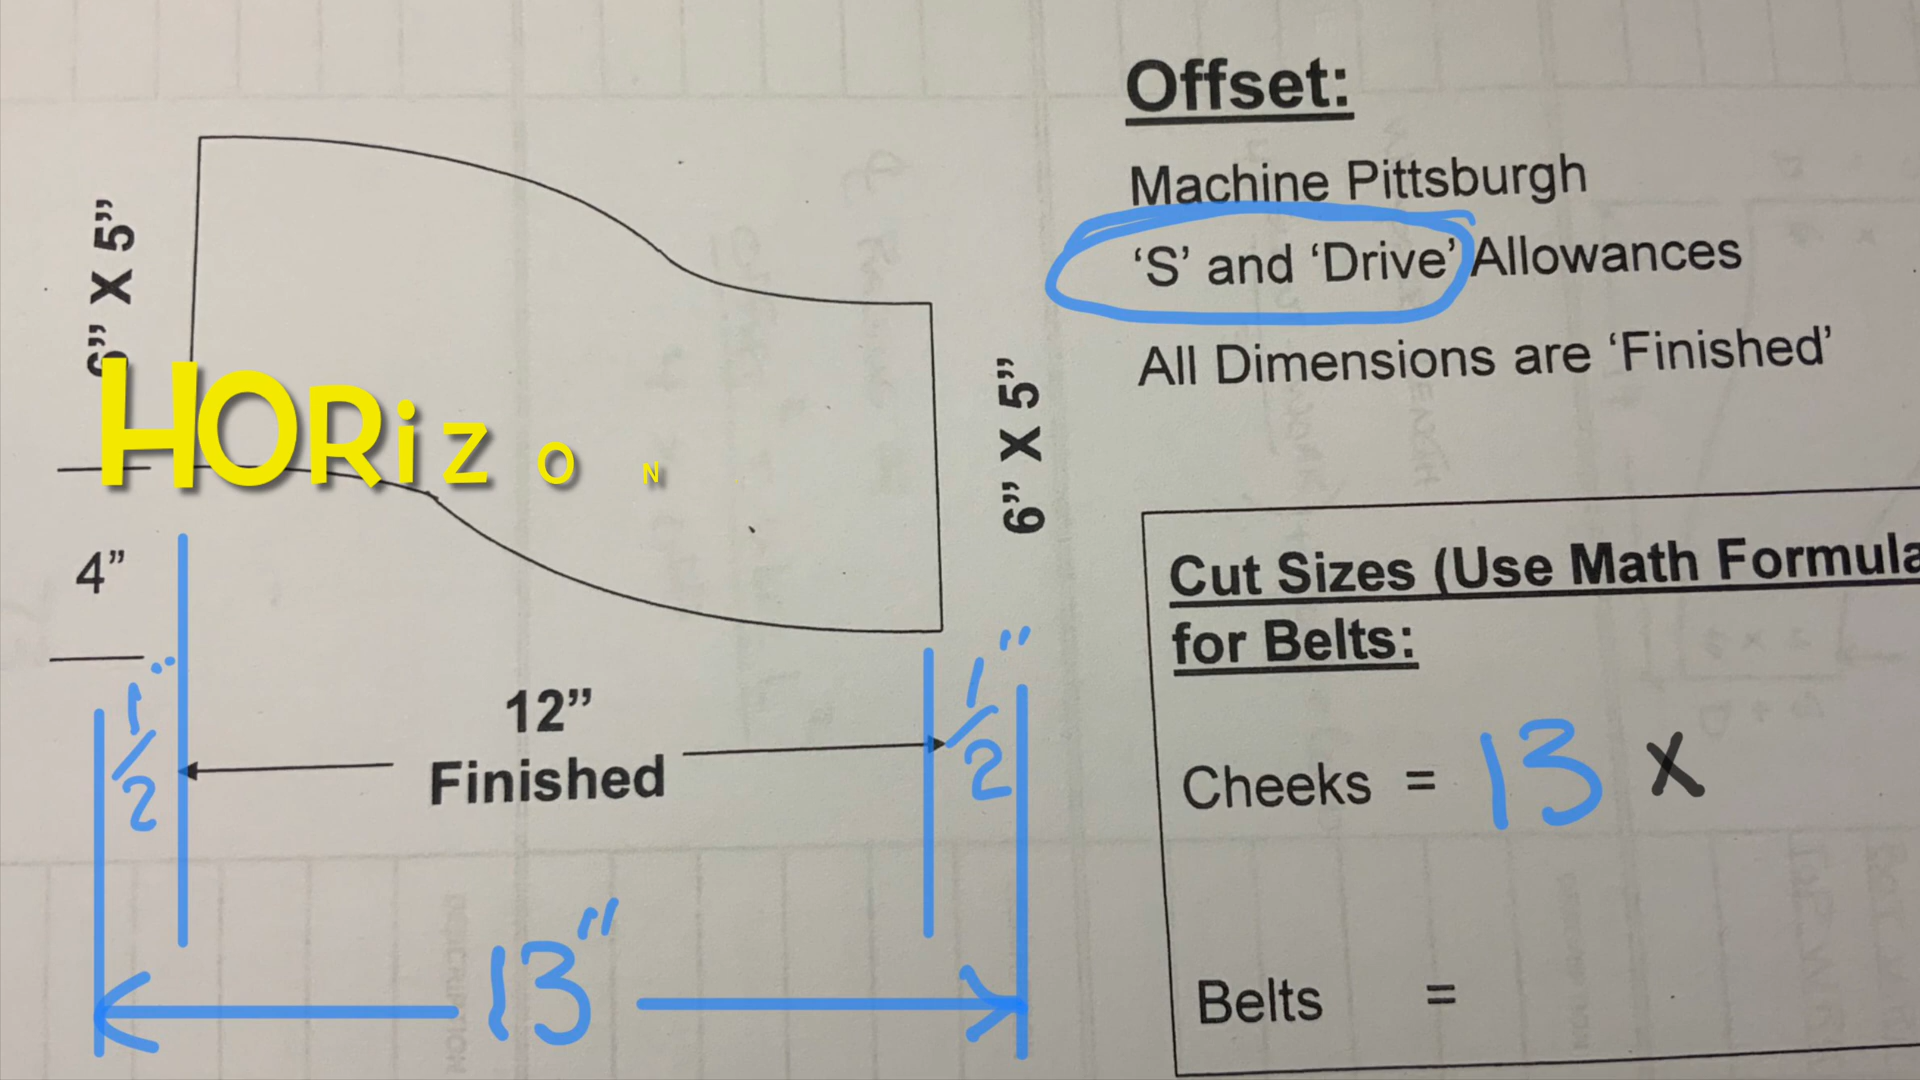 Offset:
Machine Pittsburgh
‘S’ and ‘Drive’ Allowances
All Dimensions are ‘Finished’
6” X 5”
HORiZON
6” X 5”
4”
1/2"
12”
Finished
1/2"
13"
Cut Sizes (Use Math Formula
for Belts:
Cheeks = 13 X
Belts =